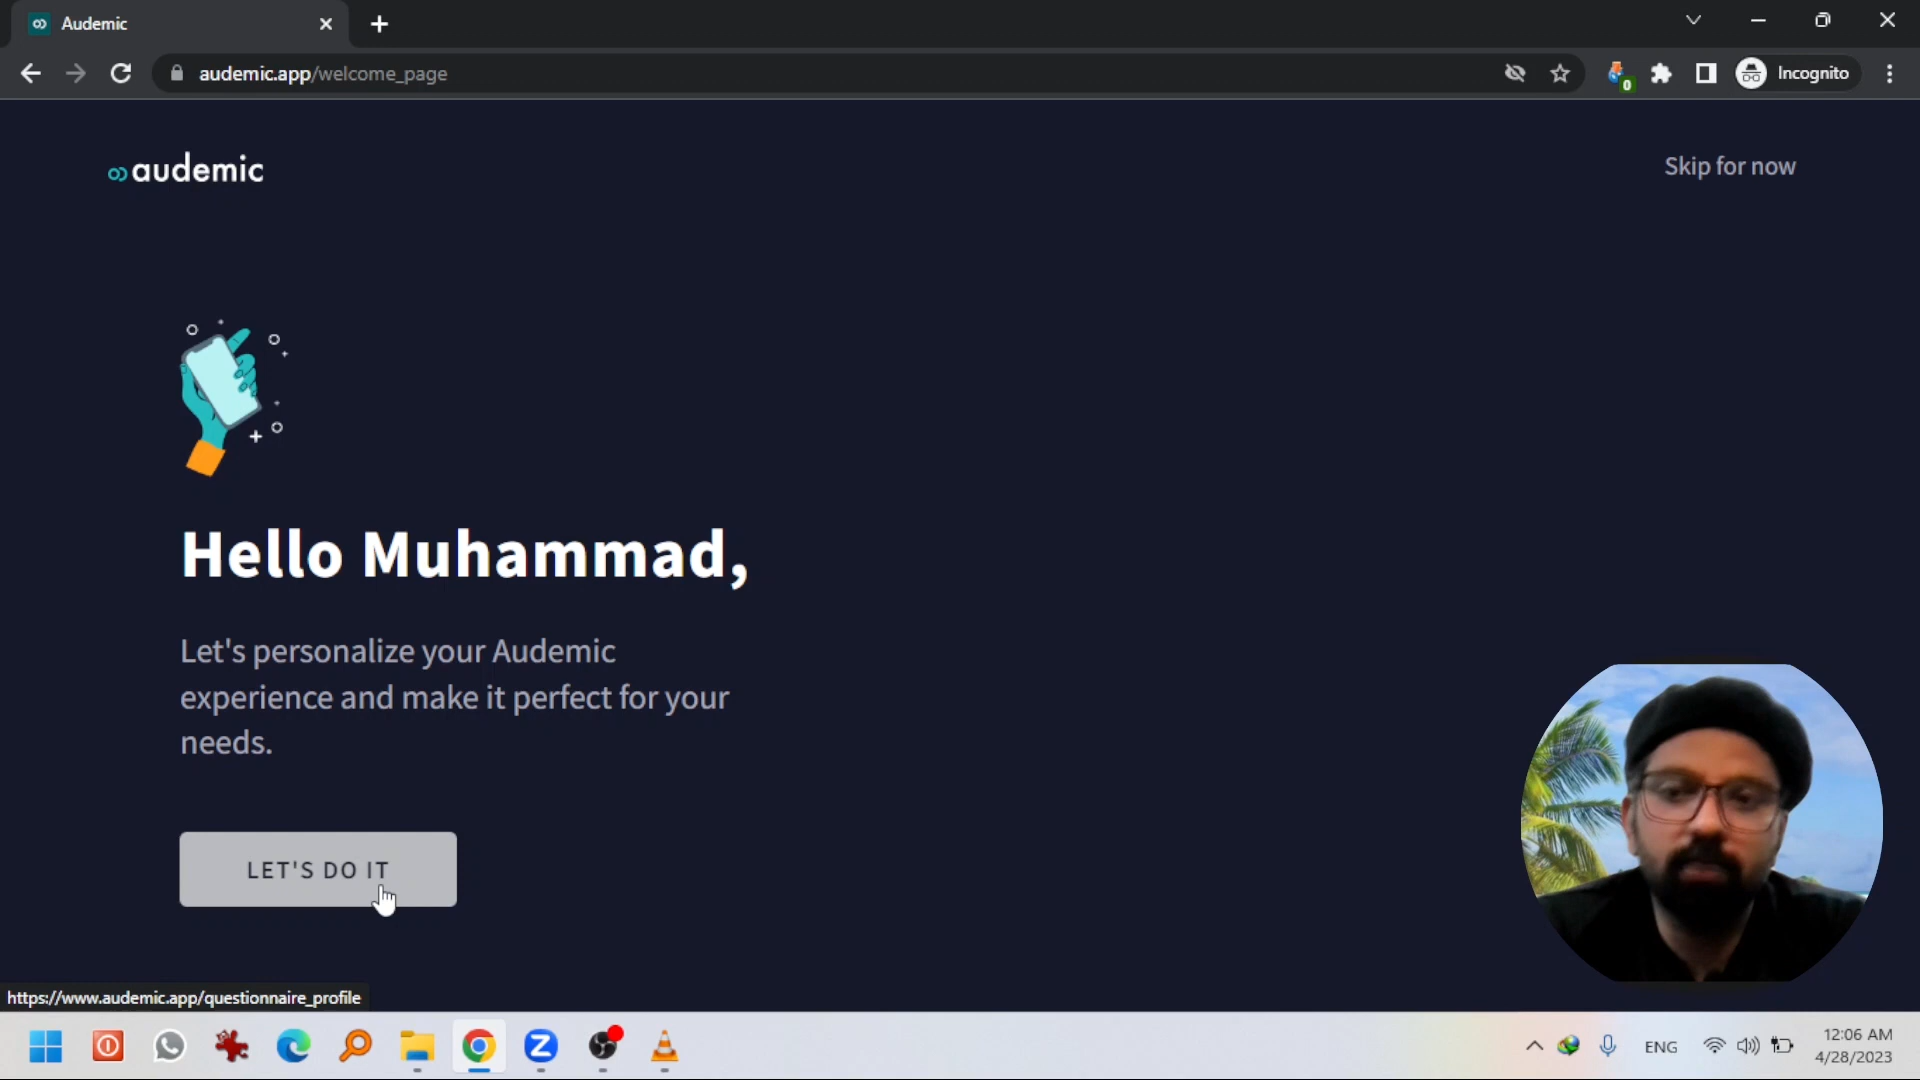 Audemic
audemic.app/welcome_page
0
Incognito
audemic
Skip for now
Hello Muhammad,
Let's personalize your Audemic
experience and make it perfect for your
needs.
LET'S DO IT
https://www.audemic.app/questionnaire_profile
ENG
12:06 AM
4/28/2023